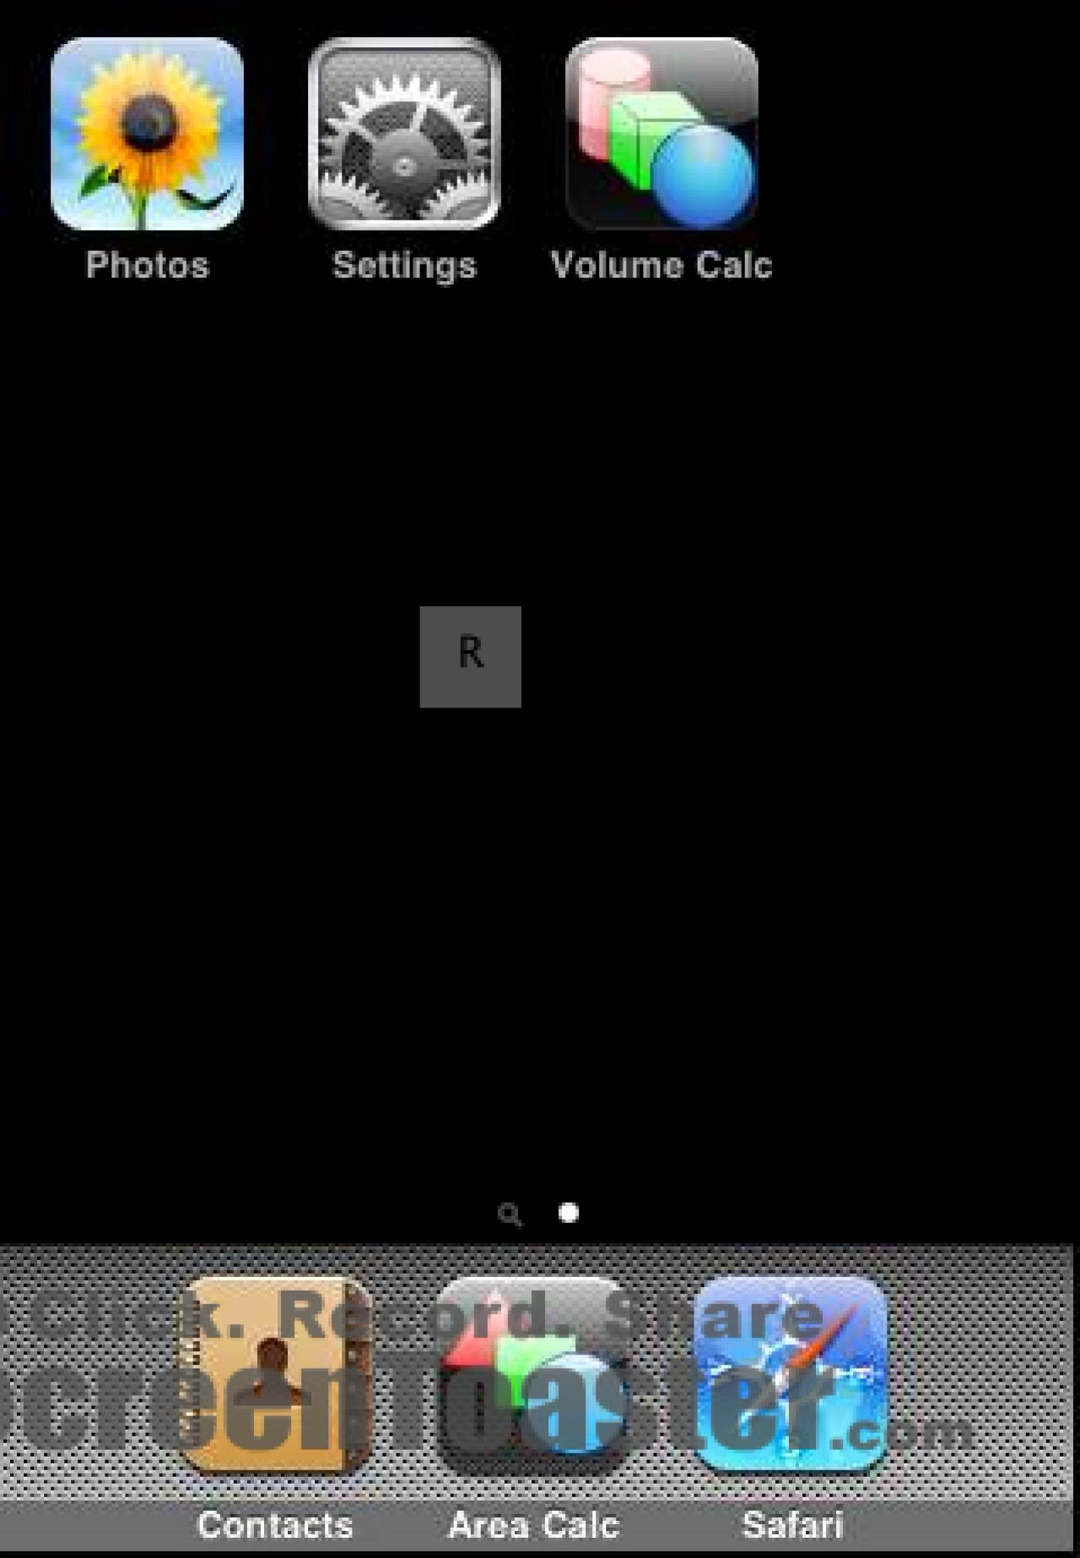 Photos Settings Volume Calc
R
Click. Record. Share
creenToaster.com
Contacts Area Calc Safari